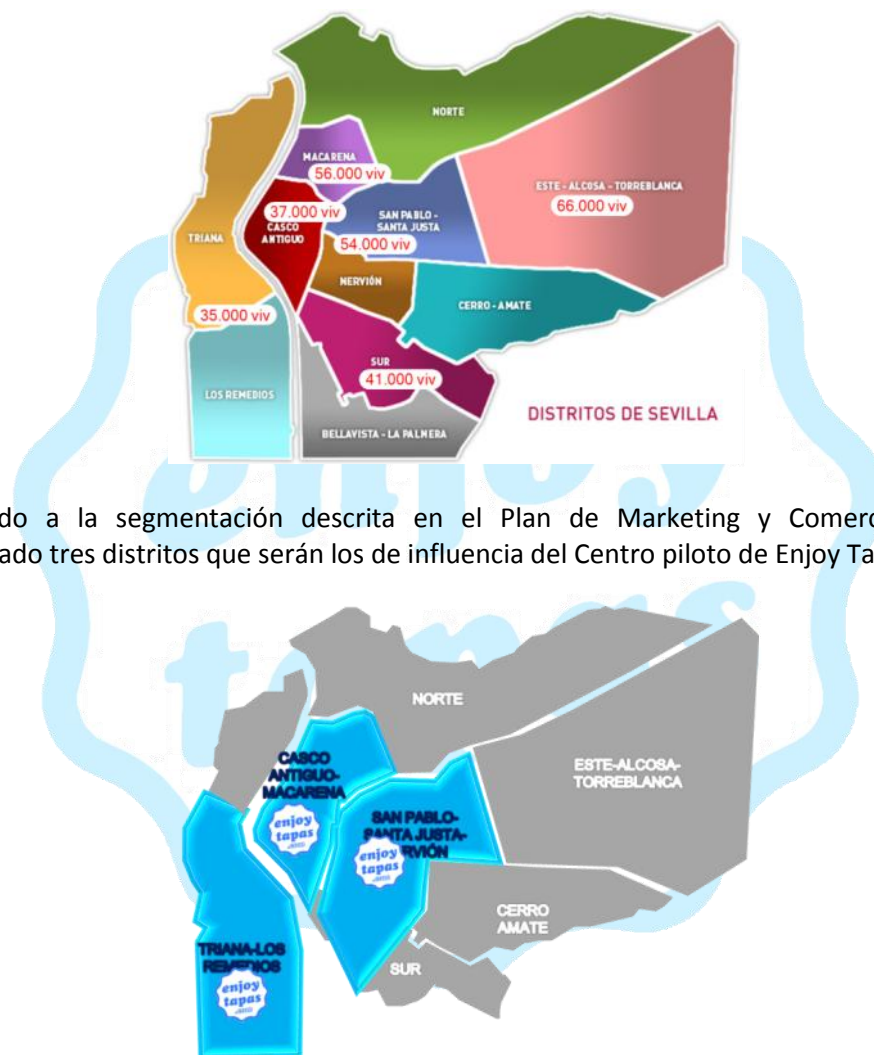 NORTE
MACARENA
56.000 viv
ESTE - ALCOSA - TORREBLANCA
66.000 viv
37.000 viv
CASCO
ANTIGUO
SAN PABLO -
SANTA JUSTA
54.000 viv
TRIANA
NERVIÓN
CERRO - AMATE
35.000 viv
SUR
41.000 viv
LOS REMEDIOS
DISTRITOS DE SEVILLA
BELLAVISTA - LA PALMERA
enjoy
do a la segmentación descrita en el Plan de Marketing y Comerc
ado tres distritos que serán los de influencia del Centro piloto de Enjoy Ta
tapas
NORTE
CASCO
ANTIGUO-
MACARENA
ESTE-ALCOSA-
TORREBLANCA
enjoy
tapas
SAN PABLO-
SANTA JUSTA-
RVIÓN
enjoy
tapas
CERRO
AMATE
TRIANA-LOS
REMEDIOS
SUR
enjoy
tapas